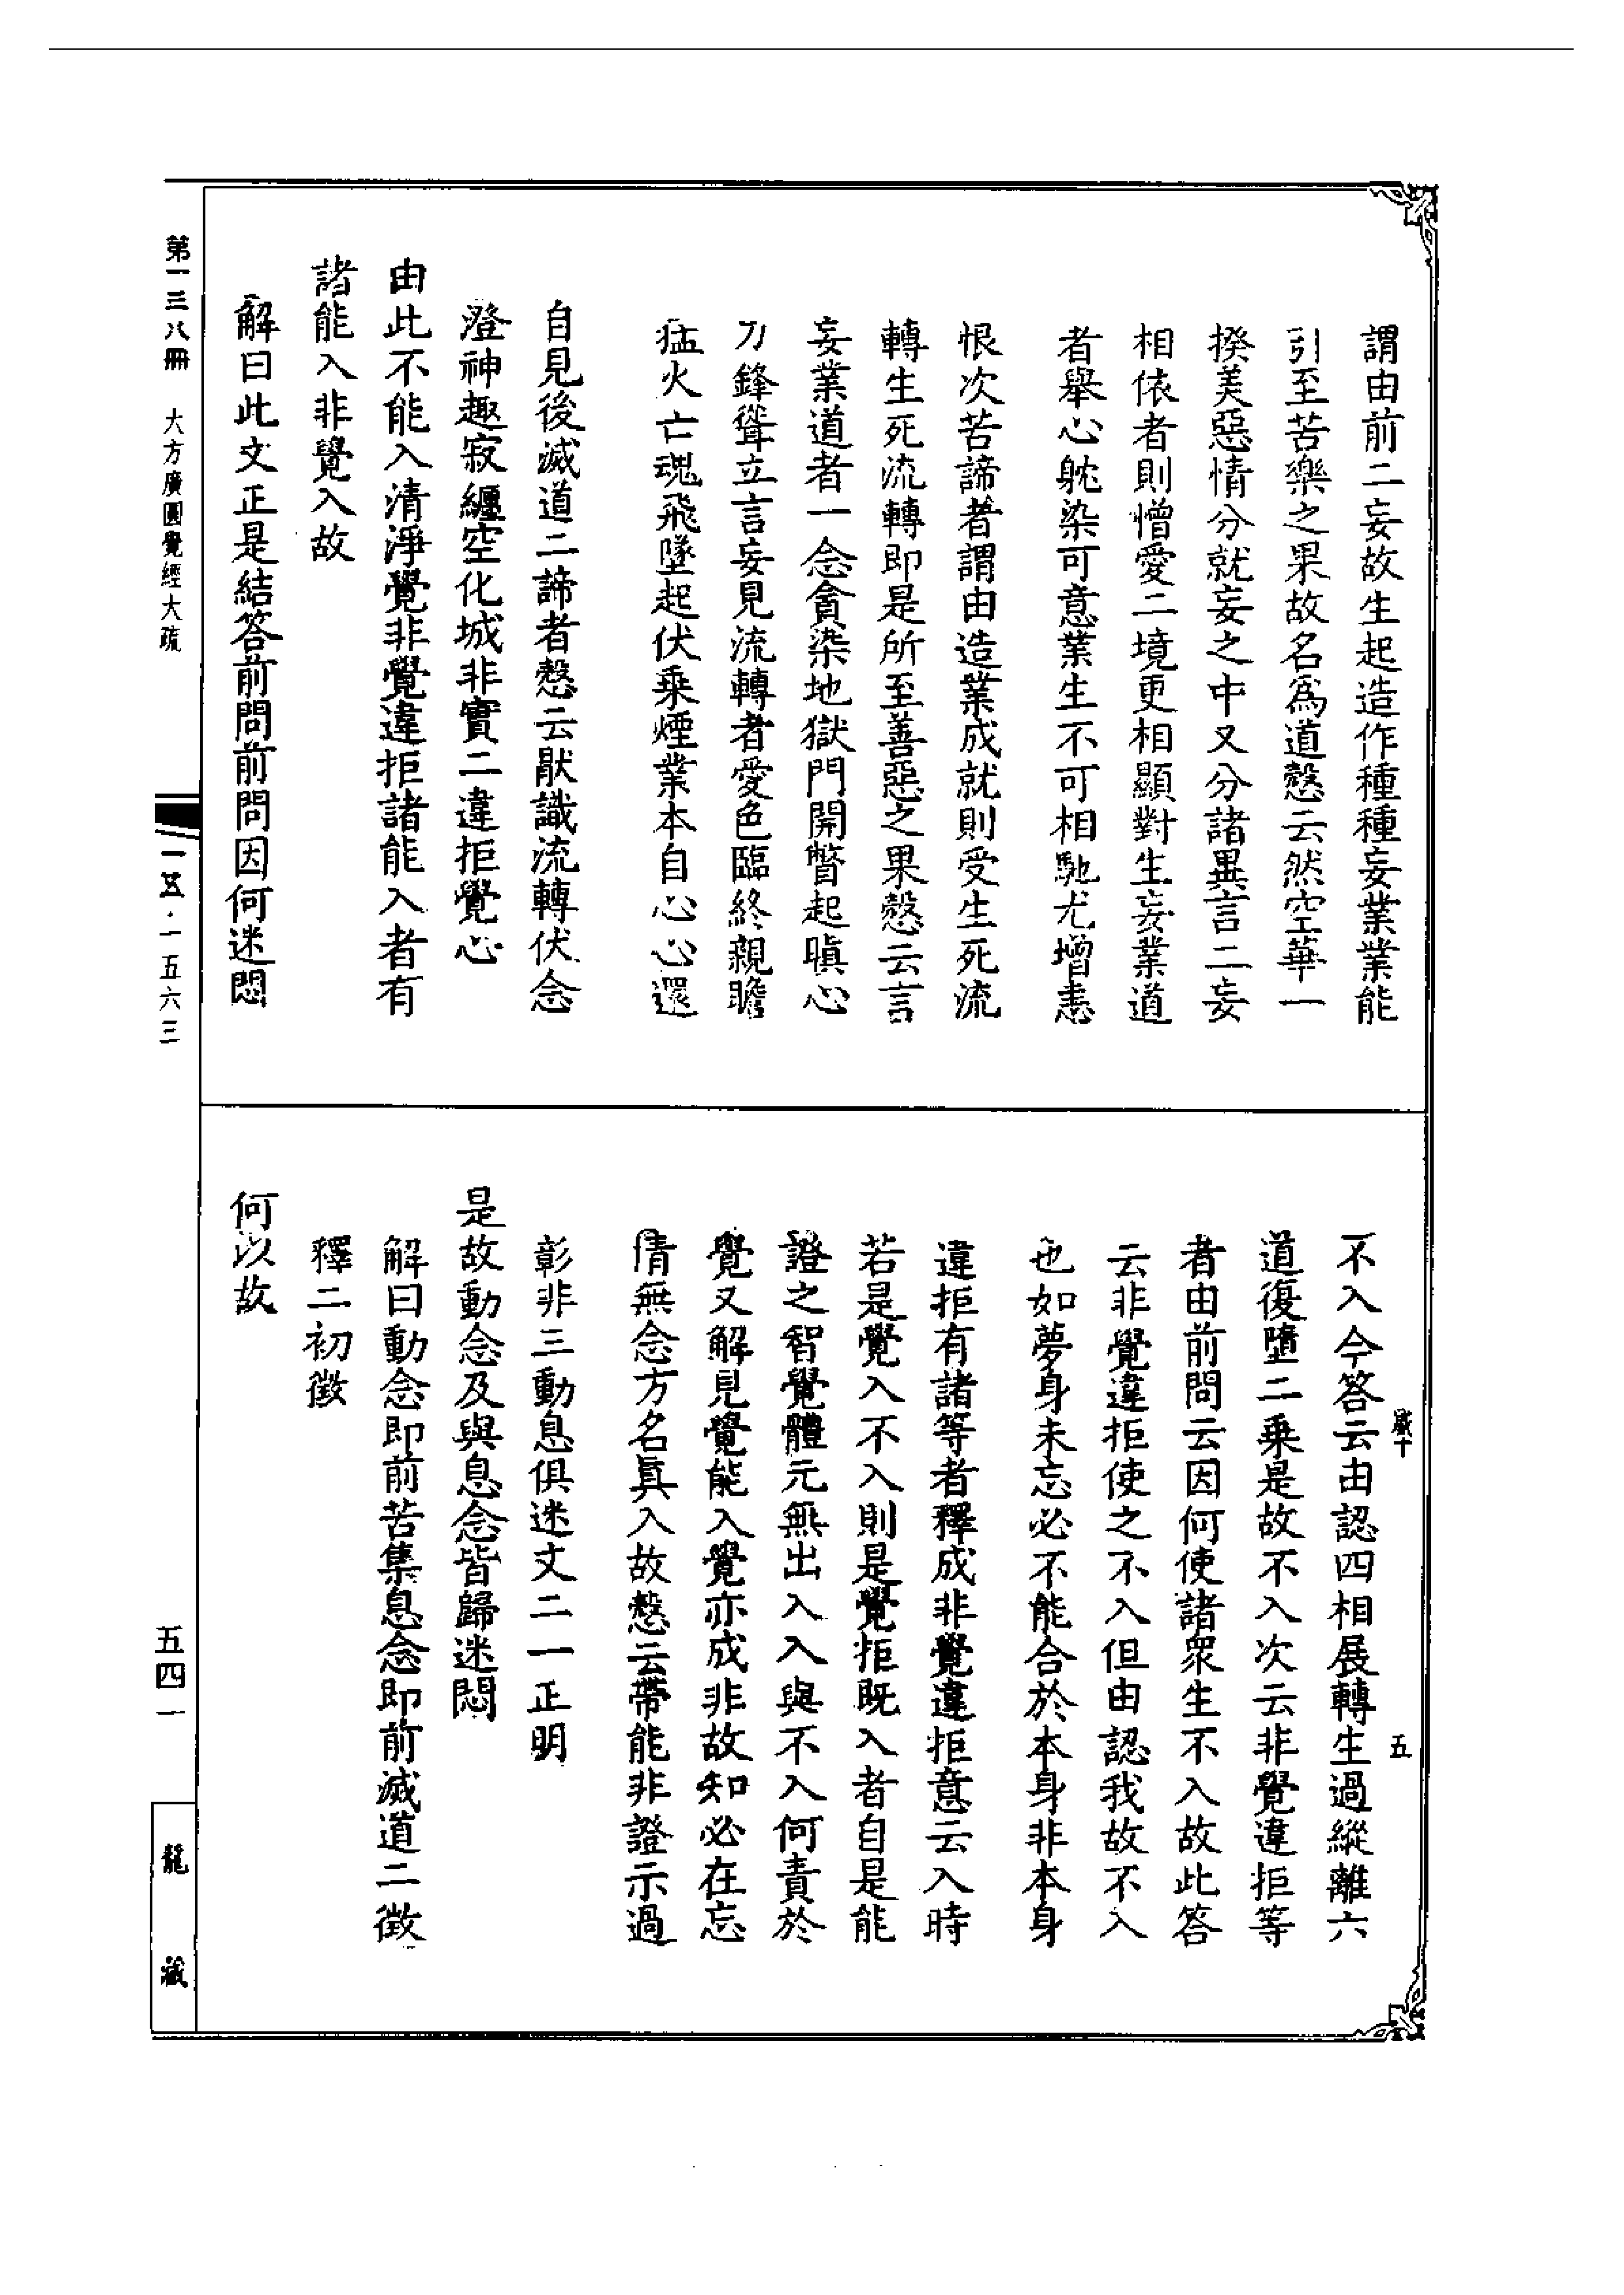 謂由前二妄故生起造作種種妄業業能
引至苦樂之果故名爲道慤云然空華一
揆美惡情分就妄之中又分諸異言二妄
相依者則憎愛二境更相顯對生妄業道
者舉心躭染可意業生不可相馳尤增恚
恨次苦諦者謂由造業成就則受生死流
轉生死流轉即是所至善惡之果慤云言
妄業道者一念貪染地獄門開瞥起瞋心
刀鋒聳立言妄見流轉者愛色臨終親瞻
猛火亡魂飛墜起伏乗煙業本自心心還
自見後滅道二諦者慤云猒識流轉伏念
澄神趣寂纏空化城非實二違拒覺心
由此不能入清淨覺非覺違拒諸能入者有
諸能入非覺入故
解曰此文正是結答前問前問因何迷悶
不入今答云由認四相展轉生過縱離六
道復墮二乗是故不入次云非覺違拒等
者由前問云因何使諸衆生不入故此答
云非覺違拒使之不入但由認我故不入
也如夢身未忘必不能合於本身非本身
違拒有諸等者釋成非覺違拒意云入時
若是覺入不入則是覺拒既入者自是能
證之智覺體元無出入入與不入何責於
覺又解見覺能入覺亦成非故知必在忘
情無念方名眞入故慤云帶能非證示過
彰非三動息俱迷文二一正明
是故動念及與息念皆歸迷悶
解曰動念即前苦集息念即前滅道二徴
釋二初徴
何以故
第一三八冊 大方廣圓覺經大疏
一五五·一五六三
五四一
龍藏
五